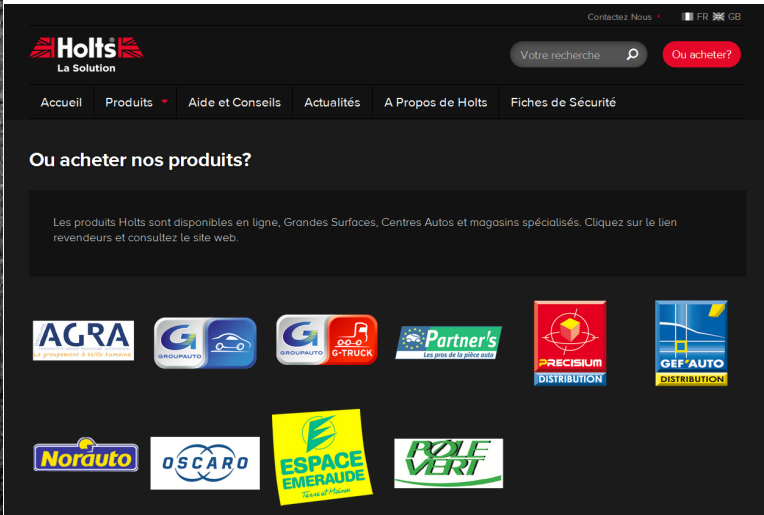 Contactez Nous
FR GB
Holts
La Solution
Votre recherche
Ou acheter?
Accueil Produits Aide et Conseils Actualités A Propos de Holts Fiches de Sécurité
Ou acheter nos produits?
Les produits Holts sont disponibles en ligne, Grandes Surfaces, Centres Autos et magasins spécialisés. Cliquez sur le lien
revendeurs et consultez le site web.
AGRA
Le groupement à taille humaine
G
GROUPAUTO
G
GROUPAUTO G-TRUCK
Partner's
Les pros de la pièce auto
PRECISIUM
DISTRIBUTION
GEF'AUTO
DISTRIBUTION
Norauto
OSCARO
ESPACE
EMERAUDE
Terre et Maison
PÔLE
VERT